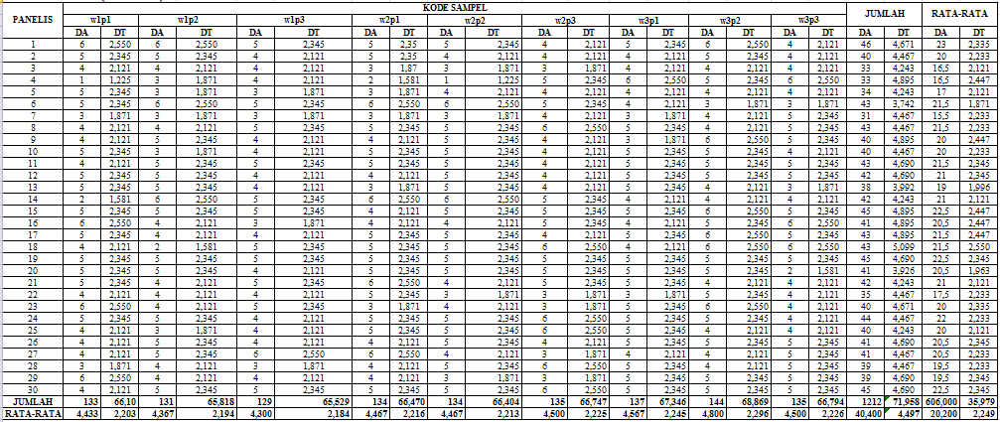 KODE SAMPEL
PANELIS w1p1 w1p2 w1p3 w2p1 w2p2 w2p3 w3p1 w3p2 w3p3 JUMLAH RATA-RATA
DA DT DA DT DA DT DA DT DA DT DA DT DA DT DA DT DA DT DA DT DA DT
1 6 2,550 6 2,550 5 2,345 5 2,35 5 2,345 4 2,121 5 2,345 6 2,550 4 2,121 46 4,671 23 2,335
2 5 2,345 5 2,345 4 2,121 5 2,35 5 2,345 4 2,121 4 2,121 5 2,345 4 2,121 40 4,467 20 2,233
3 4 2,121 4 2,121 4 2,121 3 1,87 3 1,871 3 1,871 4 2,121 4 2,121 4 2,121 33 4,243 16,5 2,121
4 1 1,225 3 1,871 4 2,121 2 1,581 1 1,225 5 2,345 6 2,550 5 2,345 6 2,550 33 4,895 16,5 2,447
5 5 2,345 3 1,871 3 1,871 3 1,871 4 2,121 4 2,121 4 2,121 4 2,121 4 2,121 34 4,243 17 2,121
6 5 2,345 6 2,550 5 2,345 6 2,550 6 2,550 5 2,345 4 2,121 3 1,871 3 1,871 43 3,742 21,5 1,871
7 3 1,871 3 1,871 3 1,871 3 1,871 3 1,871 4 2,121 3 1,871 4 2,121 5 2,345 31 4,467 15,5 2,233
8 4 2,121 4 2,121 5 2,345 5 2,345 5 2,345 6 2,550 5 2,345 4 2,121 5 2,345 43 4,467 21,5 2,233
9 4 2,121 5 2,345 4 2,121 4 2,121 5 2,345 4 2,121 3 1,871 6 2,550 5 2,345 40 4,895 20 2,447
10 5 2,345 3 1,871 4 2,121 5 2,345 5 2,345 4 2,121 5 2,345 5 2,345 4 2,121 40 4,467 20 2,233
11 4 2,121 5 2,345 5 2,345 5 2,345 5 2,345 4 2,121 5 2,345 5 2,345 5 2,345 43 4,690 21,5 2,345
12 5 2,345 5 2,345 4 2,121 4 2,121 5 2,345 4 2,121 5 2,345 5 2,345 5 2,345 42 4,690 21 2,345
13 5 2,345 5 2,345 4 2,121 3 1,871 5 2,345 4 2,121 5 2,345 4 2,121 3 1,871 38 3,992 19 1,996
14 2 1,581 6 2,550 5 2,345 6 2,550 6 2,550 5 2,345 4 2,121 4 2,121 4 2,121 42 4,243 21 2,121
15 5 2,345 5 2,345 5 2,345 4 2,121 5 2,345 5 2,345 5 2,345 6 2,550 5 2,345 45 4,895 22,5 2,447
16 6 2,550 4 2,121 3 1,871 4 2,121 4 2,121 5 2,345 4 2,121 5 2,345 6 2,550 41 4,895 20,5 2,447
17 5 2,345 4 2,121 4 2,121 5 2,345 5 2,345 4 2,121 5 2,345 6 2,550 5 2,345 43 4,895 21,5 2,447
18 4 2,121 2 1,581 5 2,345 5 2,345 5 2,345 6 2,550 4 2,121 6 2,550 6 2,550 43 5,099 21,5 2,550
19 5 2,345 5 2,345 5 2,345 5 2,345 5 2,345 5 2,345 5 2,345 5 2,345 5 2,345 45 4,690 22,5 2,345
20 5 2,345 5 2,345 4 2,121 5 2,345 5 2,345 5 2,345 5 2,345 5 2,345 2 1,581 41 3,926 20,5 1,963
21 5 2,345 4 2,121 5 2,345 6 2,550 4 2,121 5 2,345 5 2,345 4 2,121 4 2,121 42 4,243 21 2,121
22 4 2,121 4 2,121 4 2,121 5 2,345 3 1,871 3 1,871 3 1,871 5 2,345 4 2,121 35 4,467 17,5 2,233
23 6 2,550 4 2,121 5 2,345 3 1,871 4 2,121 3 1,871 5 2,345 6 2,550 4 2,121 40 4,671 20 2,335
24 5 2,345 5 2,345 4 2,121 5 2,345 5 2,345 6 2,550 5 2,345 5 2,345 4 2,121 44 4,467 22 2,233
25 4 2,121 3 1,871 4 2,121 5 2,345 5 2,345 6 2,550 5 2,345 4 2,121 4 2,121 40 4,243 20 2,121
26 4 2,121 5 2,345 4 2,121 4 2,121 5 2,345 4 2,121 5 2,345 5 2,345 5 2,345 41 4,690 20,5 2,345
27 4 2,121 5 2,345 6 2,550 6 2,550 4 2,121 3 1,871 4 2,121 4 2,121 5 2,345 41 4,467 20,5 2,233
28 3 1,871 4 2,121 3 1,871 4 2,121 5 2,345 6 2,550 5 2,345 4 2,121 5 2,345 39 4,467 19,5 2,233
29 6 2,550 4 2,121 4 2,121 4 2,121 3 1,871 3 1,871 5 2,345 5 2,345 5 2,345 39 4,690 19,5 2,345
30 4 2,121 5 2,345 5 2,345 5 2,345 5 2,345 6 2,550 5 2,345 5 2,345 5 2,345 45 4,690 22,5 2,345
JUMLAH 133 66,10 131 65,818 129 65,529 134 66,470 134 66,404 135 66,747 137 67,346 144 68,869 135 66,794 1212 71,958 606,000 35,979
RATA-RATA 4,433 2,203 4,367 2,194 4,300 2,184 4,467 2,216 4,467 2,213 4,500 2,225 4,567 2,245 4,800 2,296 4,500 2,226 40,400 4,497 20,200 2,249